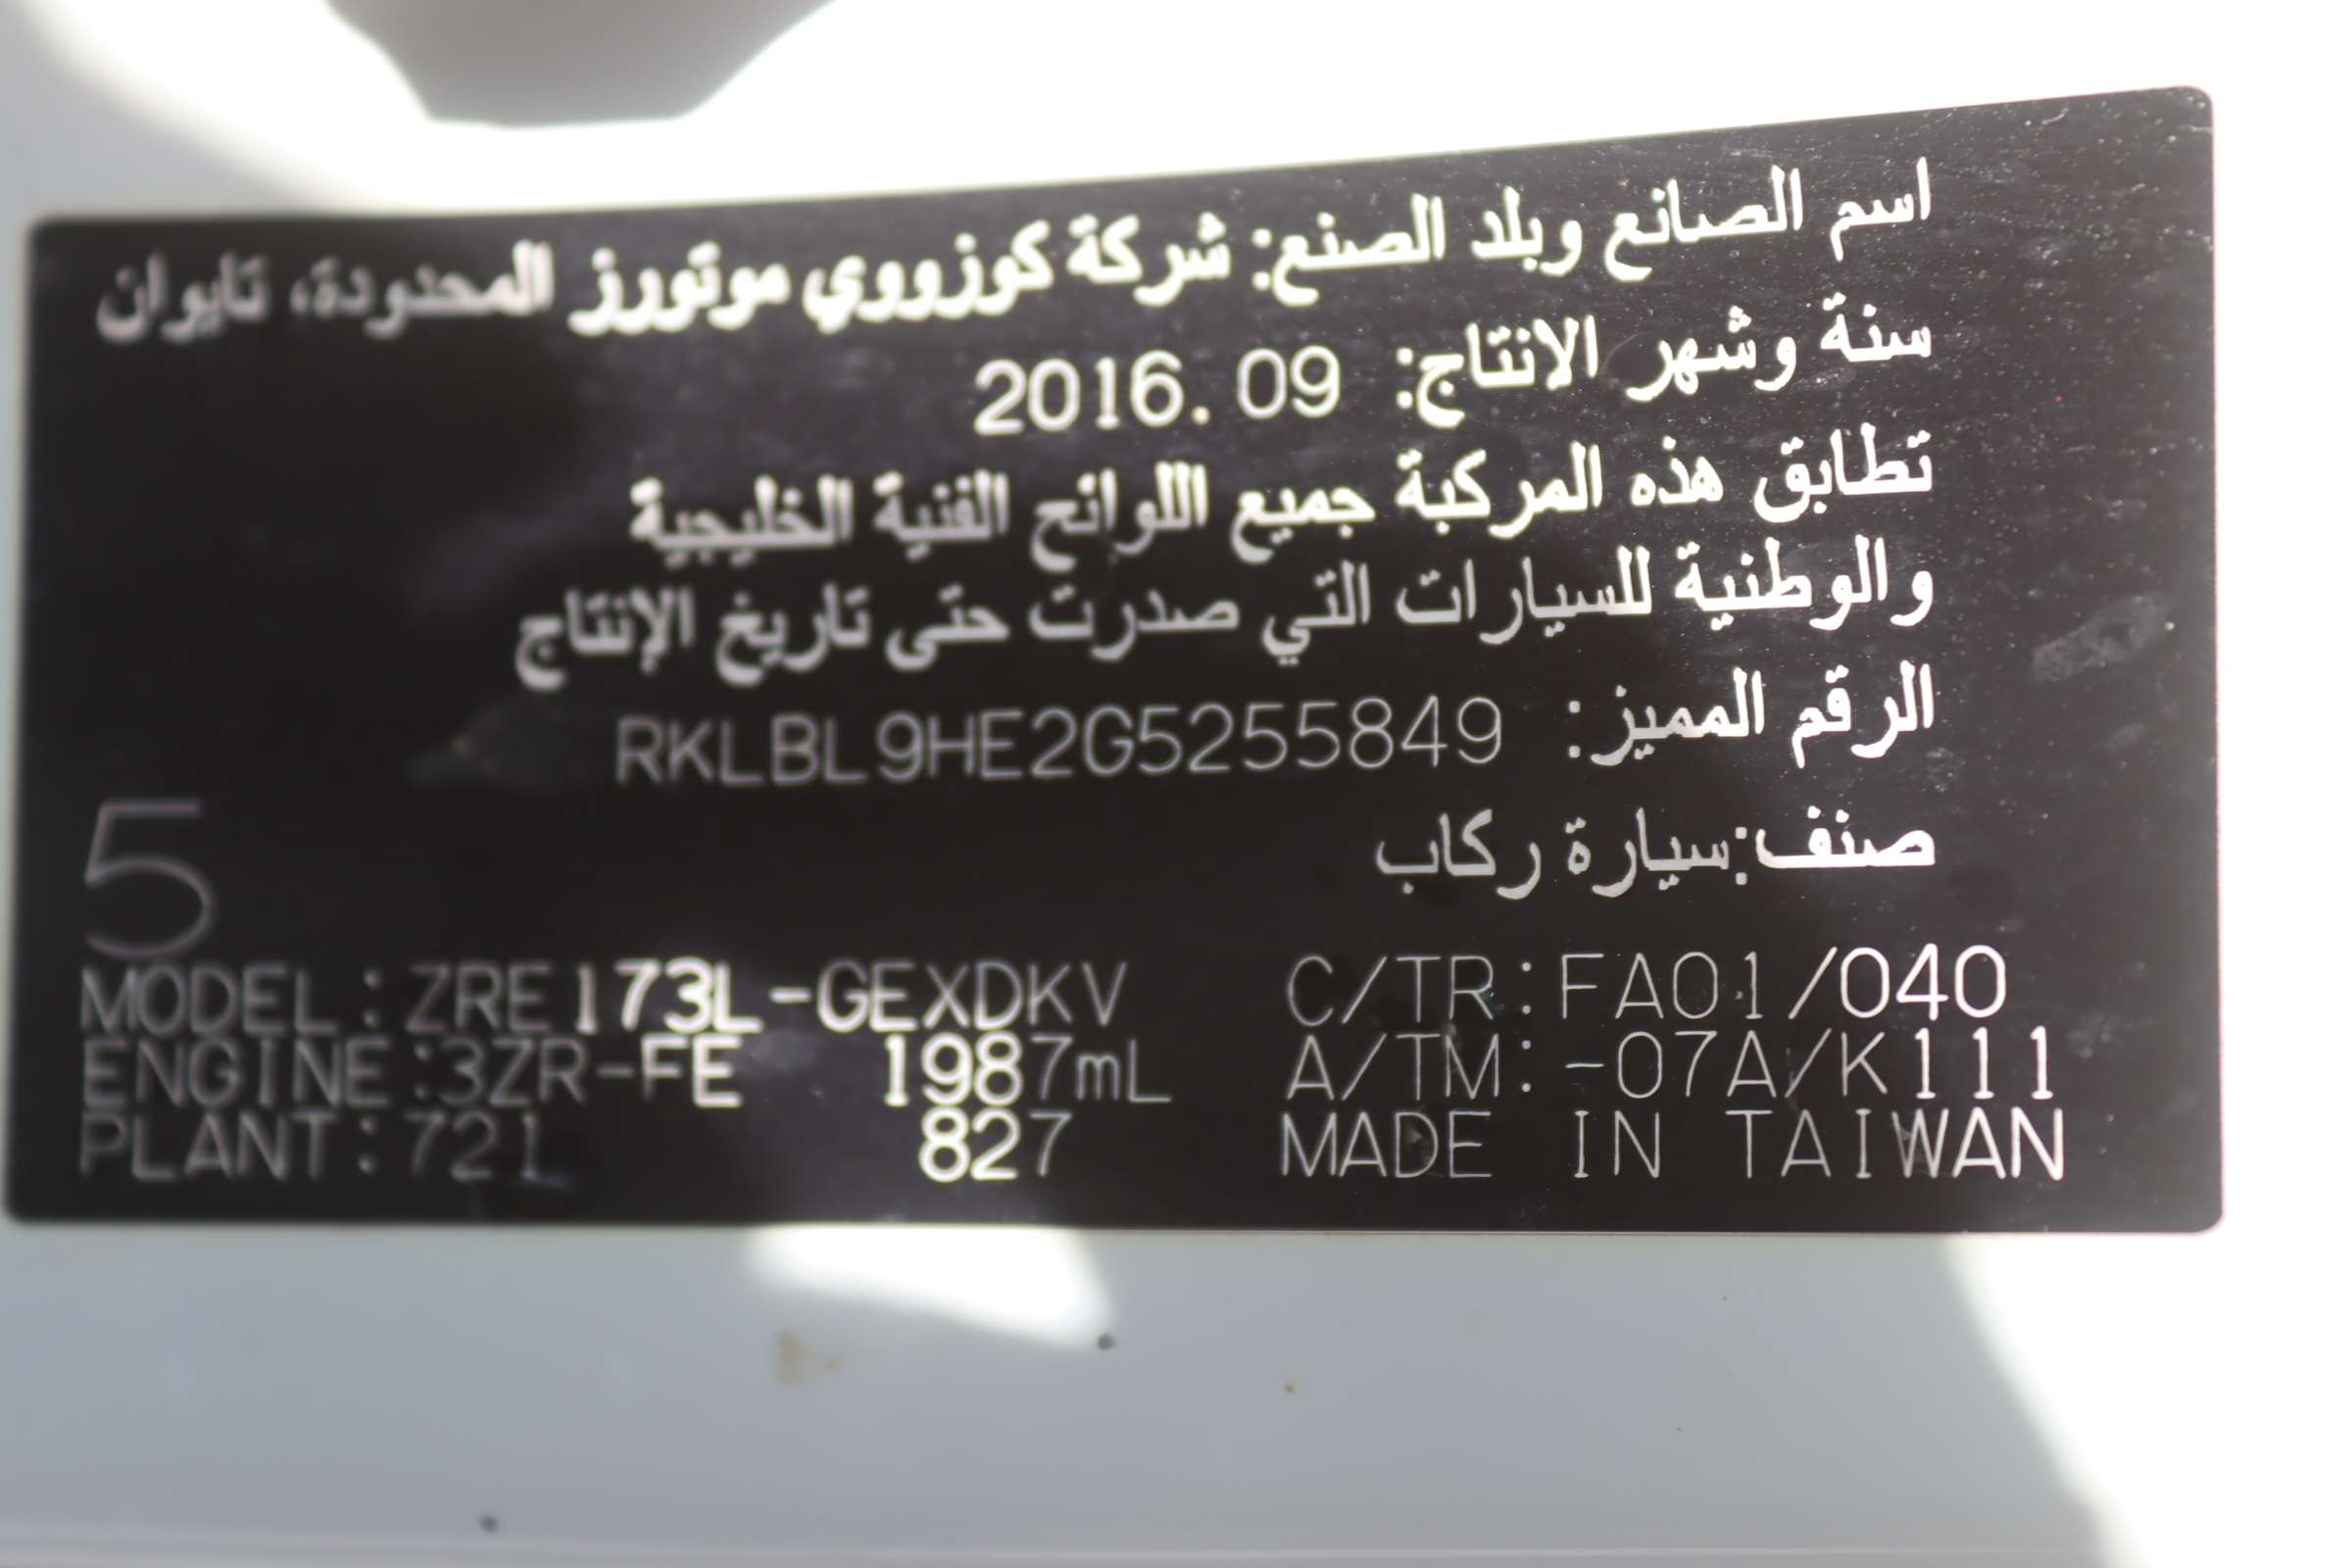 اسم الصانع وبلد الصنع: شركة كوزووي موتورز المحدودة، تايوان
سنة وشهر الانتاج: 2016. 09
تطابق هذه المركبة جميع اللوائح الفنية الخليجية
والوطنية للسيارات التي صدرت حتى تاريخ الإنتاج
الرقم المميز: RKLBL9HE2G5255849
صنف:سيارة ركاب
5
MODEL:ZRE173L-GEXDKV C/TR:FA01/040
ENGINE:3ZR-FE 1987mL A/TM:-07A/K111
PLANT:721 827 MADE IN TAIWAN